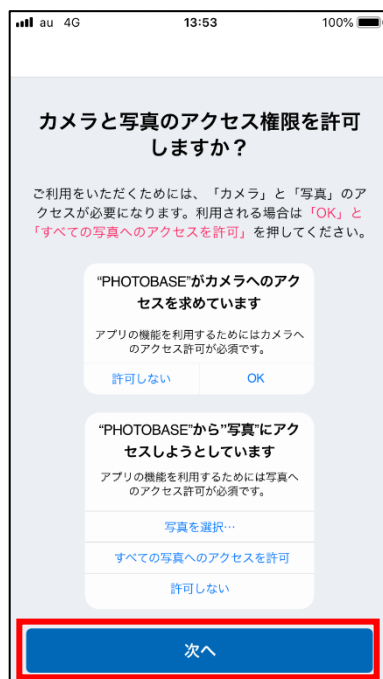 au 4G 13:53 100%
カメラと写真のアクセス権限を許可
しますか？
ご利用をいただくためには、「カメラ」と「写真」のア
クセスが必要になります。利用される場合は「OK」と
「すべての写真へのアクセスを許可」を押してください。
“PHOTOBASE”がカメラへのアク
セスを求めています
アプリの機能を利用するためにはカメラへ
のアクセス許可が必須です。
許可しない OK
“PHOTOBASE”から”写真”にアク
セスしようとしています
アプリの機能を利用するためには写真へ
のアクセス許可が必須です。
写真を選択…
すべての写真へのアクセスを許可
許可しない
次へ